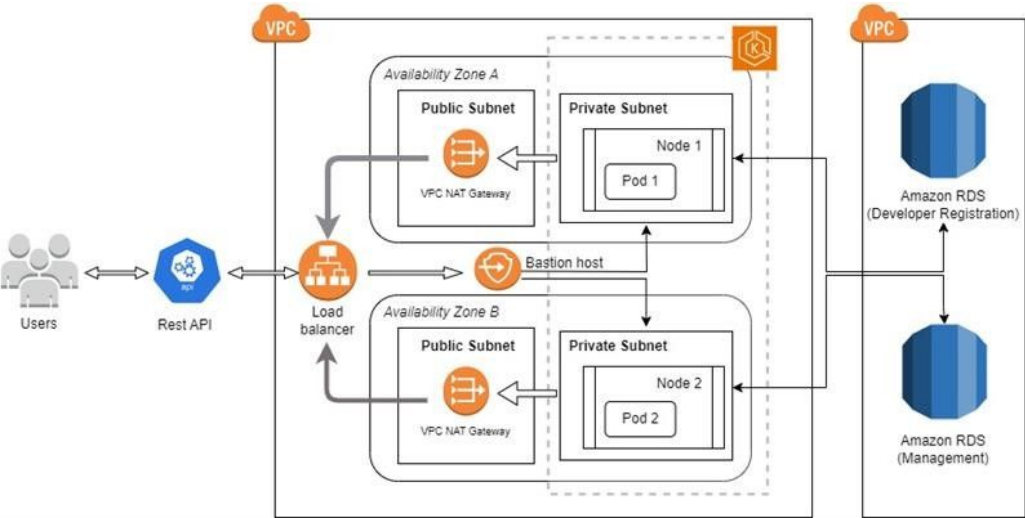 VPC
VPC
K
Availability Zone A
Public Subnet
Private Subnet
Node 1
Pod 1
VPC NAT Gateway
Amazon RDS
(Developer Registration)
Bastion host
api
Users
Rest API
Load
balancer
Availability Zone B
Public Subnet
Private Subnet
Node 2
Pod 2
VPC NAT Gateway
Amazon RDS
(Management)